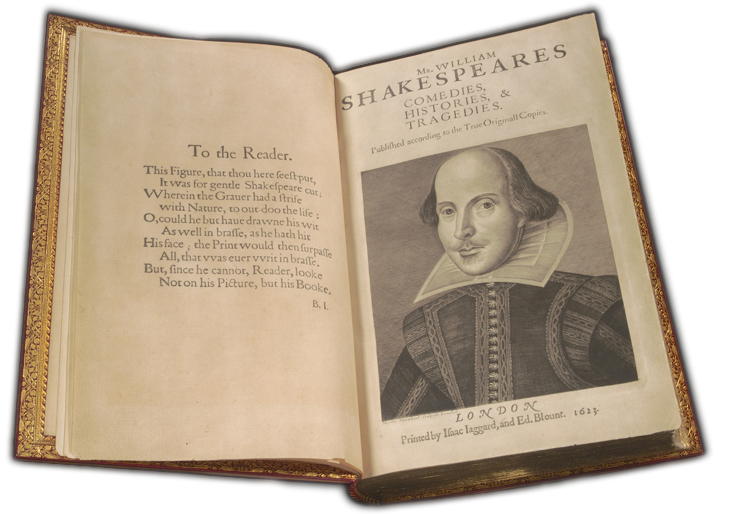 To the Reader.
This Figure, that thou here seeſt put,
It was for gentle Shakeſpeare cut;
Wherein the Grauer had a ſtrife
with Nature, to out-doo the life :
O, could he but haue drawne his wit
As well in braſſe, as he hath hit
His face ; the Print would then ſurpaſſe
All, that vvas euer vvrit in braſſe.
But, ſince he cannot, Reader, looke
Not on his Picture, but his Booke.
B. I.
Mr. WILLIAM
SHAKESPEARES
COMEDIES,
HISTORIES, &
TRAGEDIES.
Publiſhed according to the True Originall Copies.
LONDON
Printed by Iſaac Iaggard, and Ed. Blount. 1623.